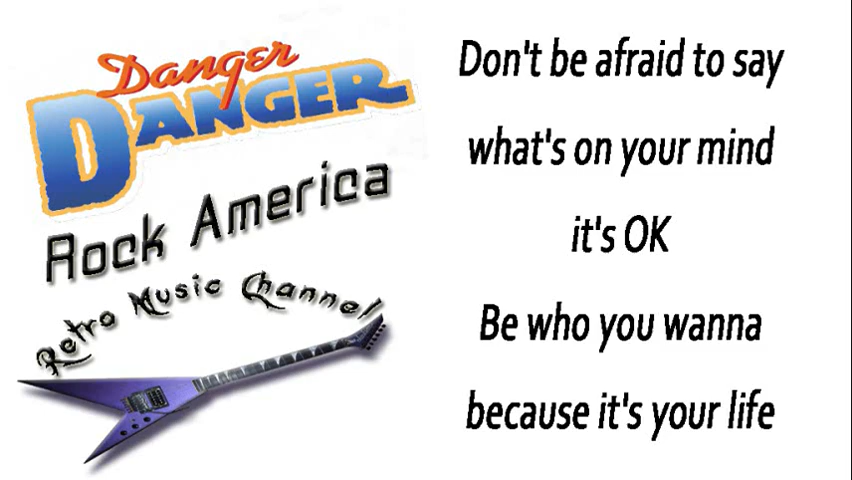 Danger
DANGER
Rock America
Retro Music Channel
Don't be afraid to say
what's on your mind
it's OK
Be who you wanna
because it's your life